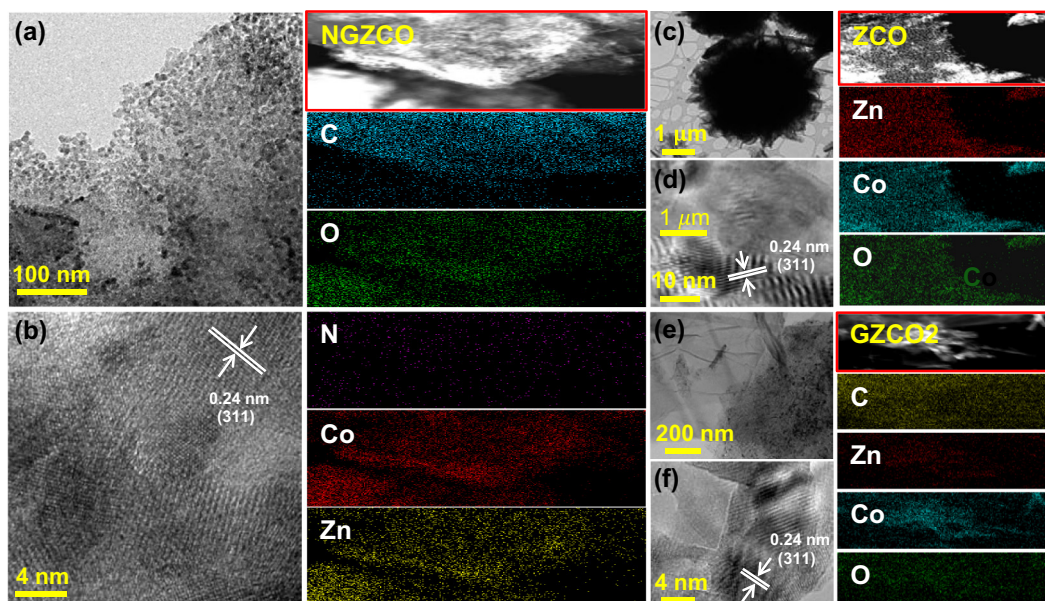 (a)
100 nm
NGZCO
C
O
(b)
0.24 nm
(311)
4 nm
N
Co
Zn
(c)
1 μm
(d)
1 μm
0.24 nm
(311)
10 nm
ZCO
Zn
Co
O
Co
(e)
200 nm
(f)
0.24 nm
(311)
4 nm
GZCO2
C
Zn
Co
O